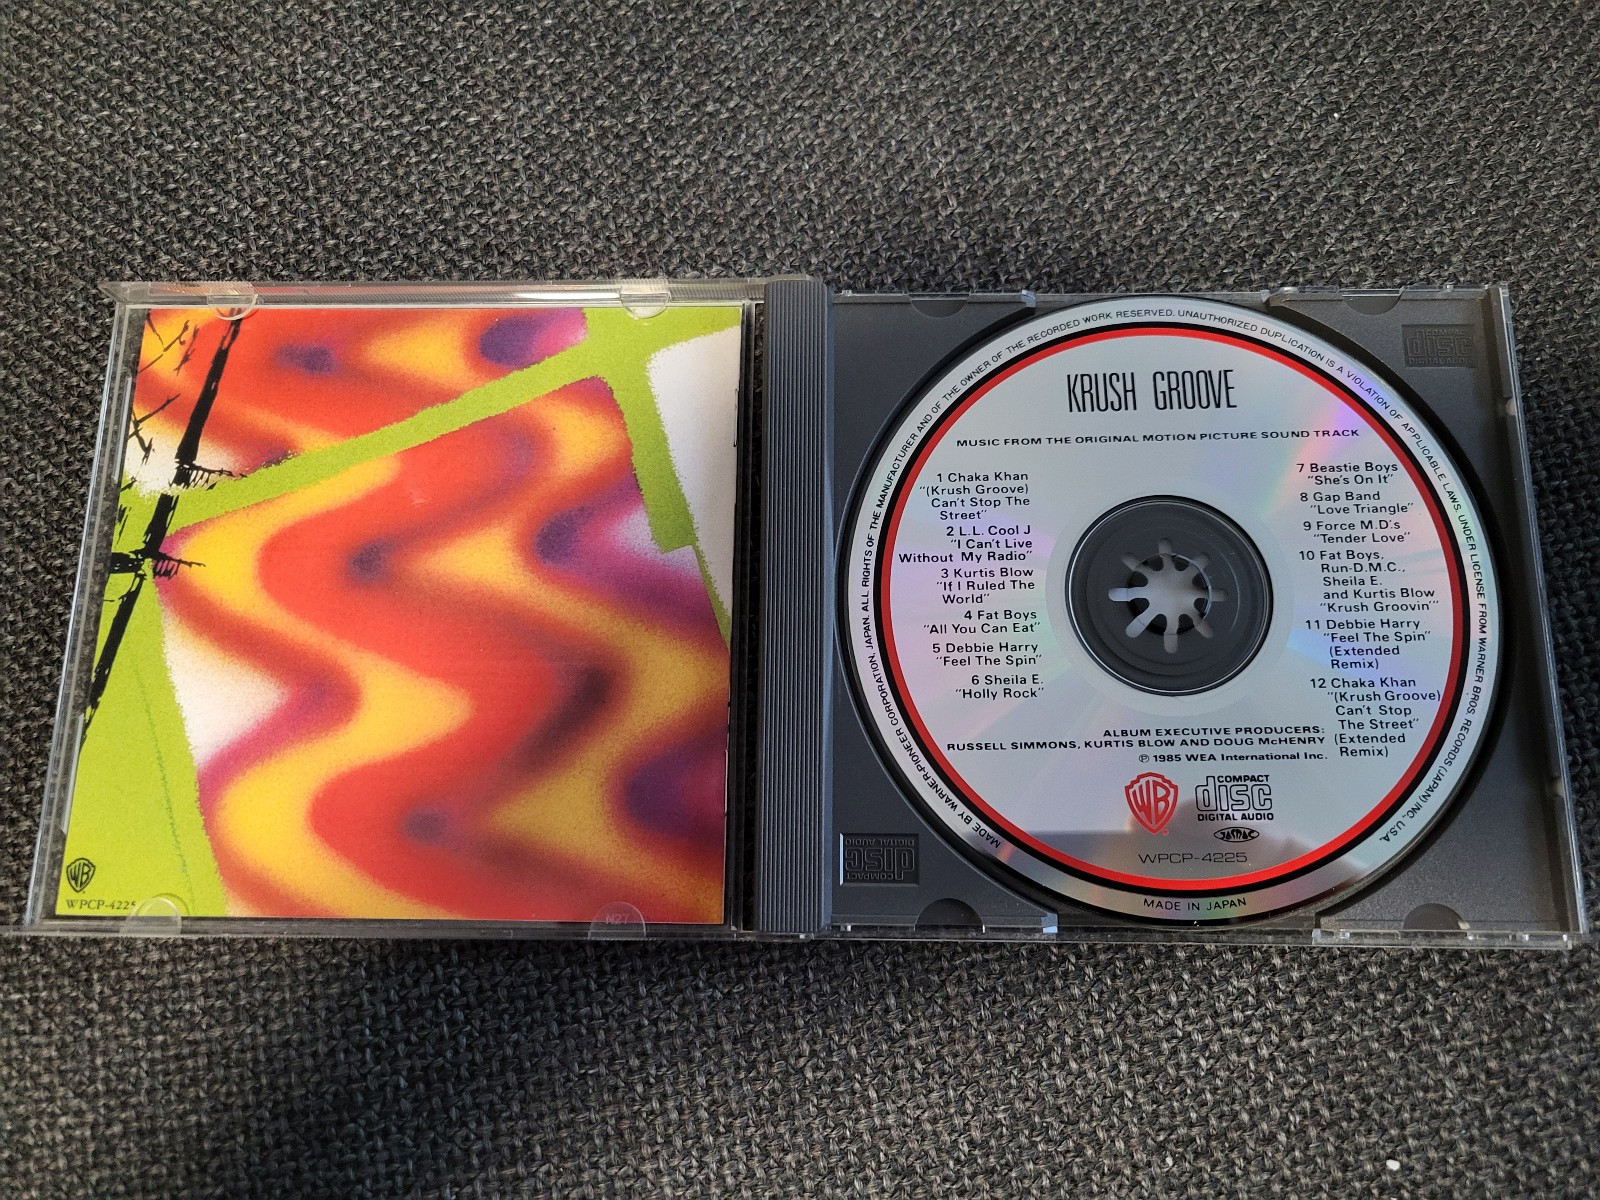 WB
WPCP-4225
M27
COMPACT
disc
DIGITAL AUDIO
MADE BY WARNER-PIONEER CORPORATION, JAPAN. ALL RIGHTS OF THE MANUFACTURER AND OF THE OWNER OF THE RECORDED WORK RESERVED. UNAUTHORIZED DUPLICATION IS A VIOLATION OF APPLICABLE LAWS. UNDER LICENSE FROM WARNER BROS. RECORDS (JAPAN) INC., U.S.A.
KRUSH GROOVE
MUSIC FROM THE ORIGINAL MOTION PICTURE SOUND TRACK
1 Chaka Khan
"(Krush Groove)
Can't Stop The
Street"
2 L.L. Cool J
"I Can't Live
Without My Radio"
3 Kurtis Blow
"If I Ruled The
World"
4 Fat Boys
"All You Can Eat"
5 Debbie Harry
"Feel The Spin"
6 Sheila E.
"Holly Rock"
7 Beastie Boys
"She's On It"
8 Gap Band
"Love Triangle"
9 Force M.D.'s
"Tender Love"
10 Fat Boys,
Run-D.M.C.,
Sheila E.
and Kurtis Blow
"Krush Groovin'"
11 Debbie Harry
"Feel The Spin"
(Extended
Remix)
12 Chaka Khan
"(Krush Groove)
Can't Stop
The Street"
(Extended
Remix)
ALBUM EXECUTIVE PRODUCERS:
RUSSELL SIMMONS, KURTIS BLOW AND DOUG McHENRY
℗ 1985 WEA International Inc.
WB
COMPACT
disc
DIGITAL AUDIO
JASRAC
WPCP-4225
MADE IN JAPAN
COMPACT
disc
DIGITAL AUDIO